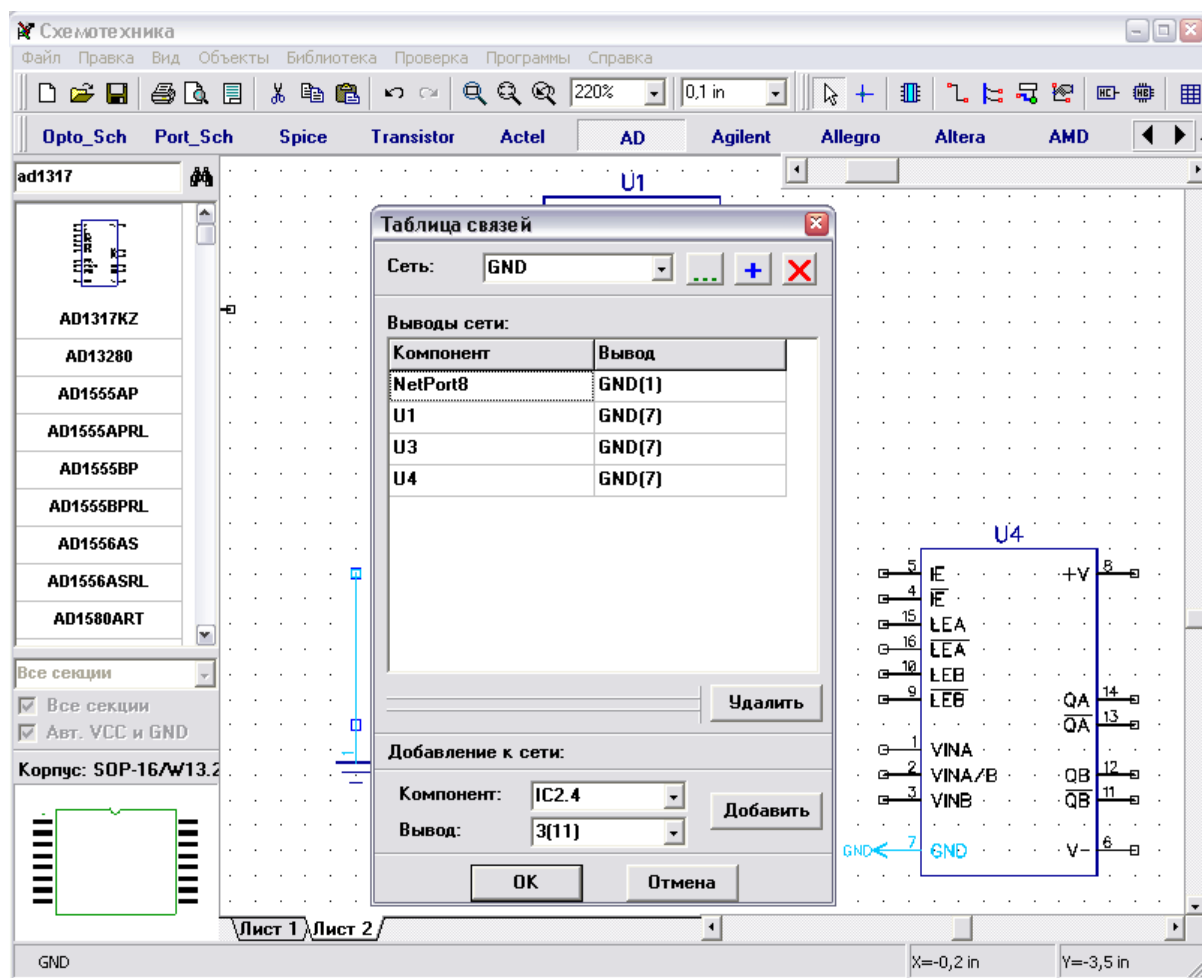 Схемотехника
Файл Правка Вид Объекты Библиотека Проверка Программы Справка
220% 0,1 in
Opto_Sch Port_Sch Spice Transistor Actel AD Agilent Allegro Altera AMD
ad1317
AD1317KZ
AD13280
AD1555AP
AD1555APRL
AD1555BP
AD1555BPRL
AD1556AS
AD1556ASRL
AD1580ART
Все секции
Все секции
Авт. VCC и GND
Корпус: SOP-16/W13.2
U1
Таблица связей
Сеть: GND ...
Выводы сети:
Компонент Вывод
NetPort8 GND(1)
U1 GND(7)
U3 GND(7)
U4 GND(7)
Удалить
Добавление к сети:
Компонент: IC2.4
Вывод: 3(11)
Добавить
OK Отмена
1
U4
5 IE +V 8
4 IE
15 LEA
16 LEA
10 LEB
9 LEB QA 14
QA 13
1 VINA
2 VINA/B QB 12
3 VINB QB 11
GND 7 GND V- 6
Лист 1 Лист 2
GND X=-0,2 in Y=-3,5 in